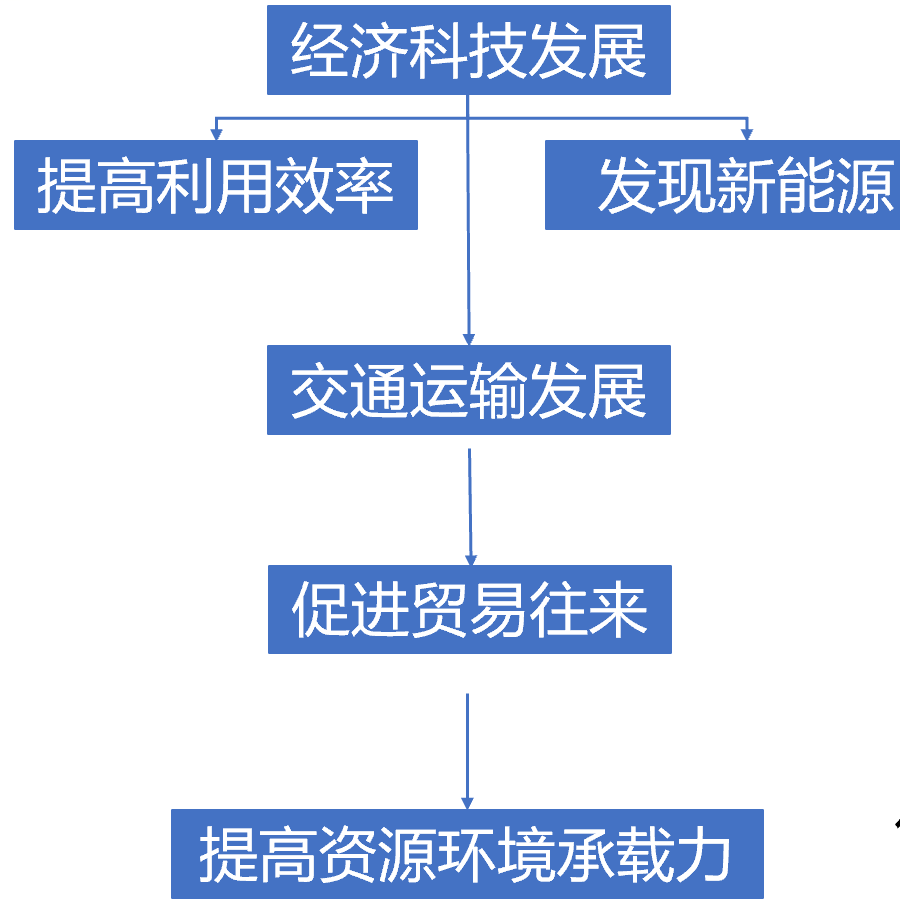 经济科技发展
提高利用效率
发现新能源
交通运输发展
促进贸易往来
提高资源环境承载力